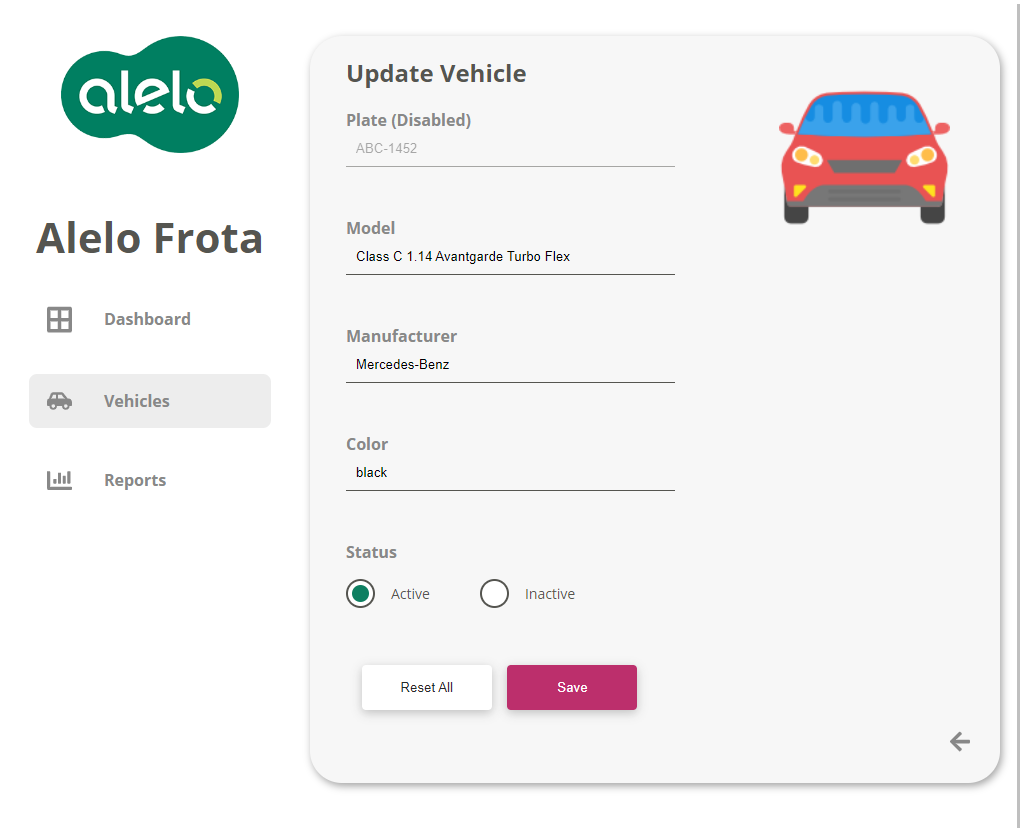 alelo
Alelo Frota
Dashboard
Vehicles
Reports
Update Vehicle
Plate (Disabled)
ABC-1452
Model
Class C 1.14 Avantgarde Turbo Flex
Manufacturer
Mercedes-Benz
Color
black
Status
Active Inactive
Reset All Save